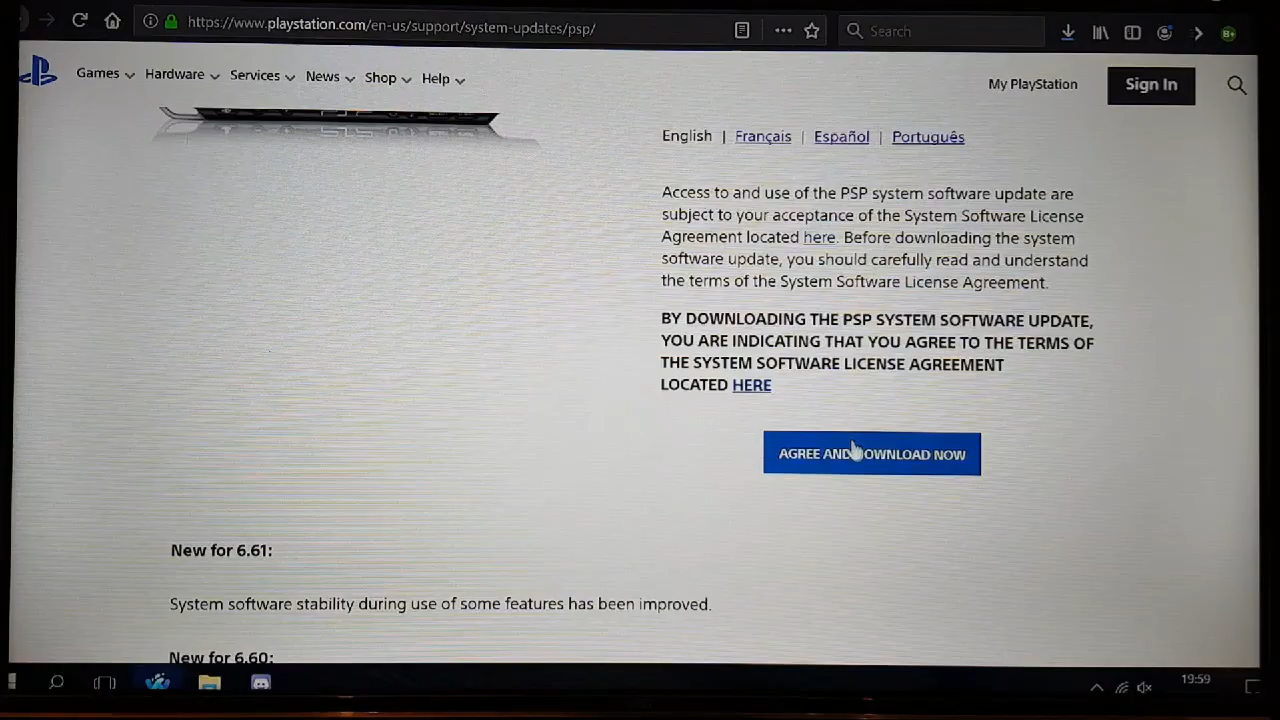 https://www.playstation.com/en-us/support/system-updates/psp/
Search
Games Hardware Services News Shop Help
My PlayStation
Sign In
English | Français | Español | Português
Access to and use of the PSP system software update are
subject to your acceptance of the System Software License
Agreement located here. Before downloading the system
software update, you should carefully read and understand
the terms of the System Software License Agreement.
BY DOWNLOADING THE PSP SYSTEM SOFTWARE UPDATE,
YOU ARE INDICATING THAT YOU AGREE TO THE TERMS OF
THE SYSTEM SOFTWARE LICENSE AGREEMENT
LOCATED HERE
AGREE AND DOWNLOAD NOW
New for 6.61:
System software stability during use of some features has been improved.
New for 6.60:
19:59